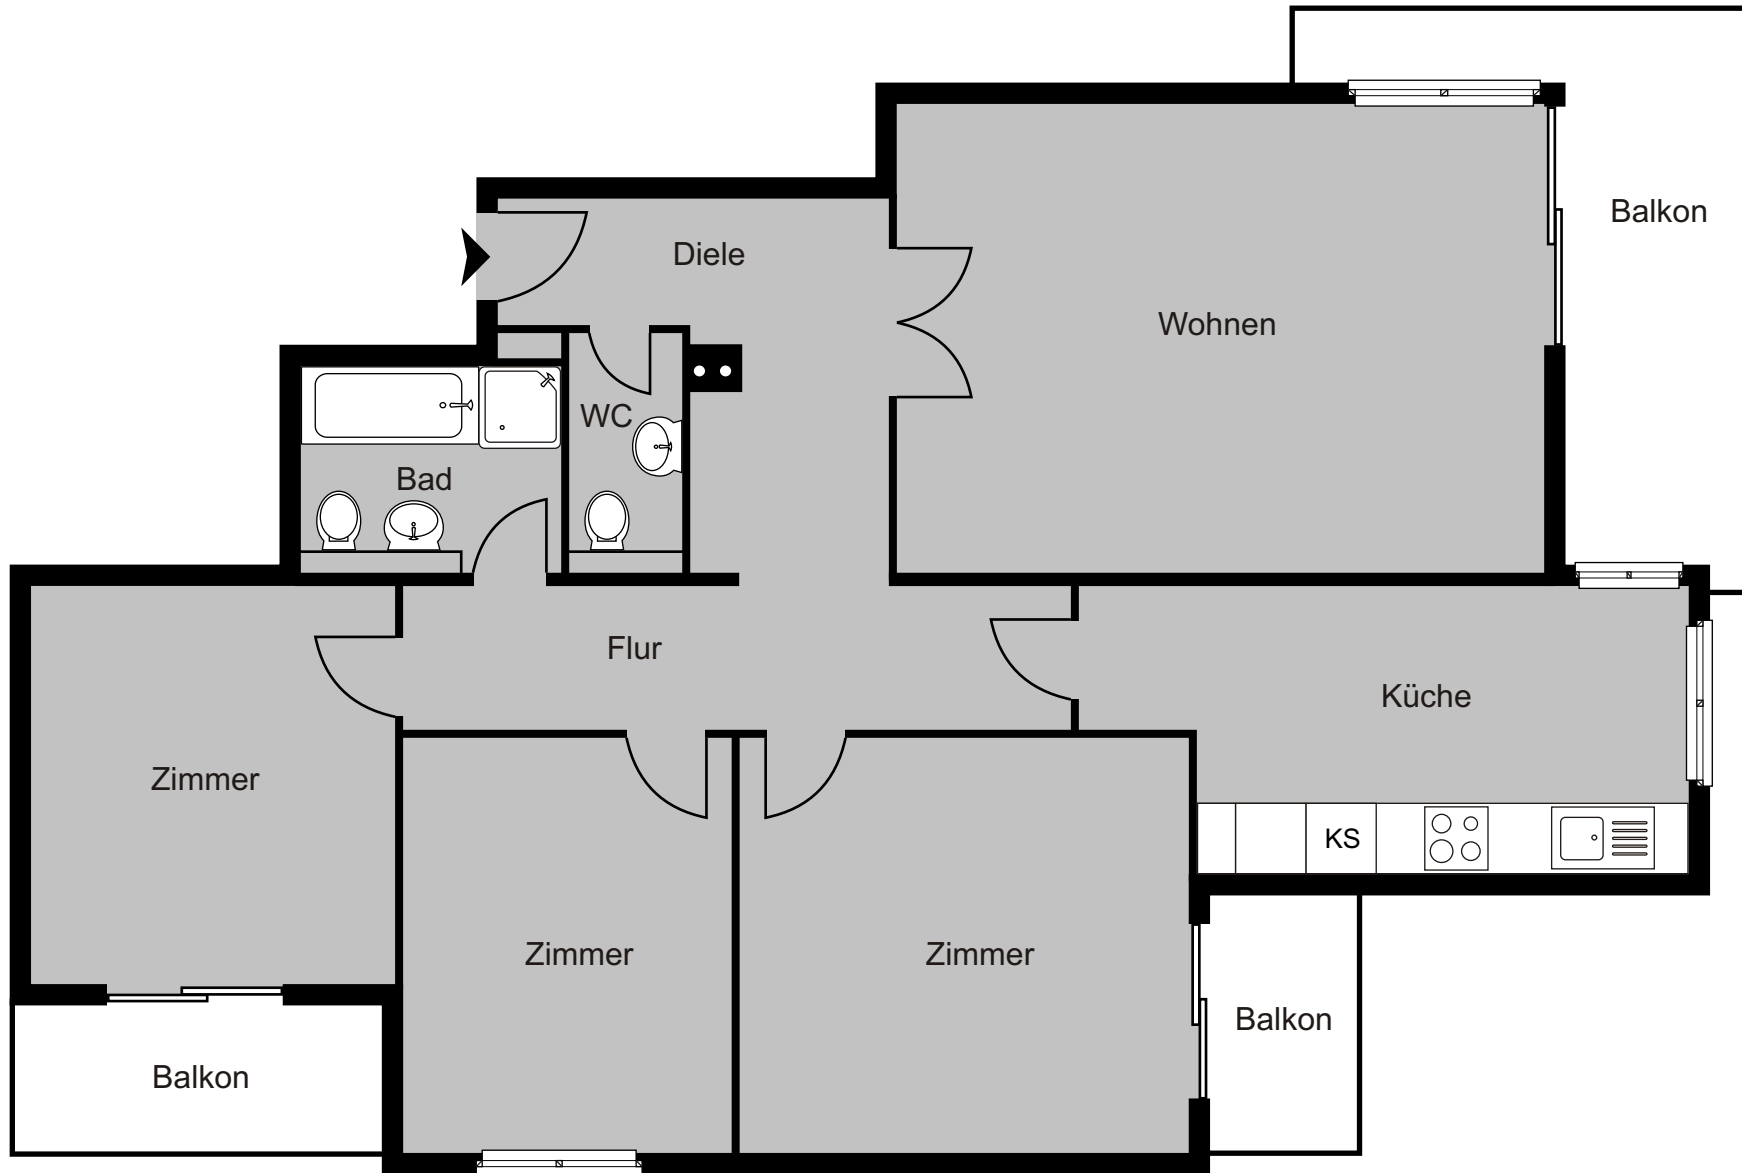 Balkon
Diele
Wohnen
WC
Bad
Flur
Küche
Zimmer
KS
Zimmer
Zimmer
Balkon
Balkon